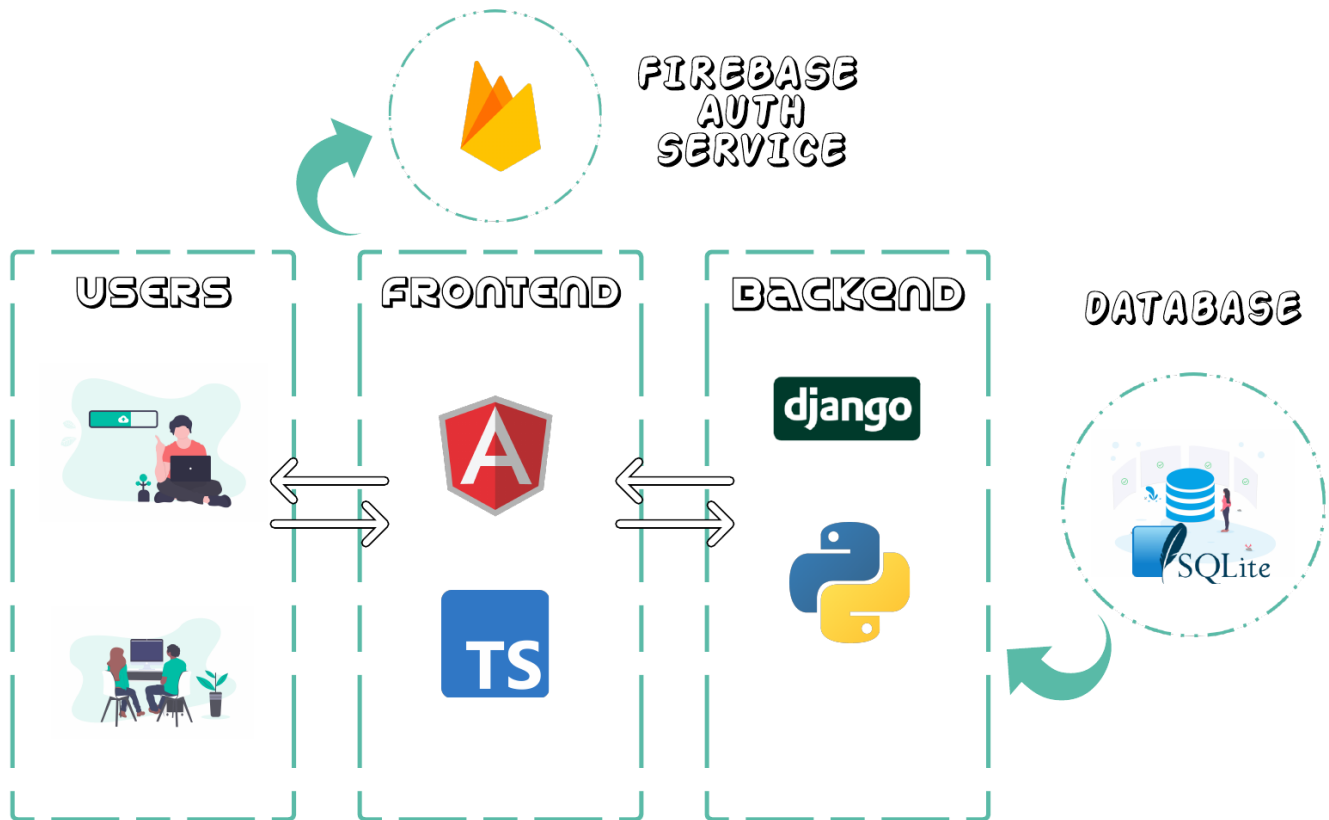 FIREBASE
AUTH
SERVICE
USERS
FRONTEND
BACKEND
DATABASE
django
A
TS
SQLite